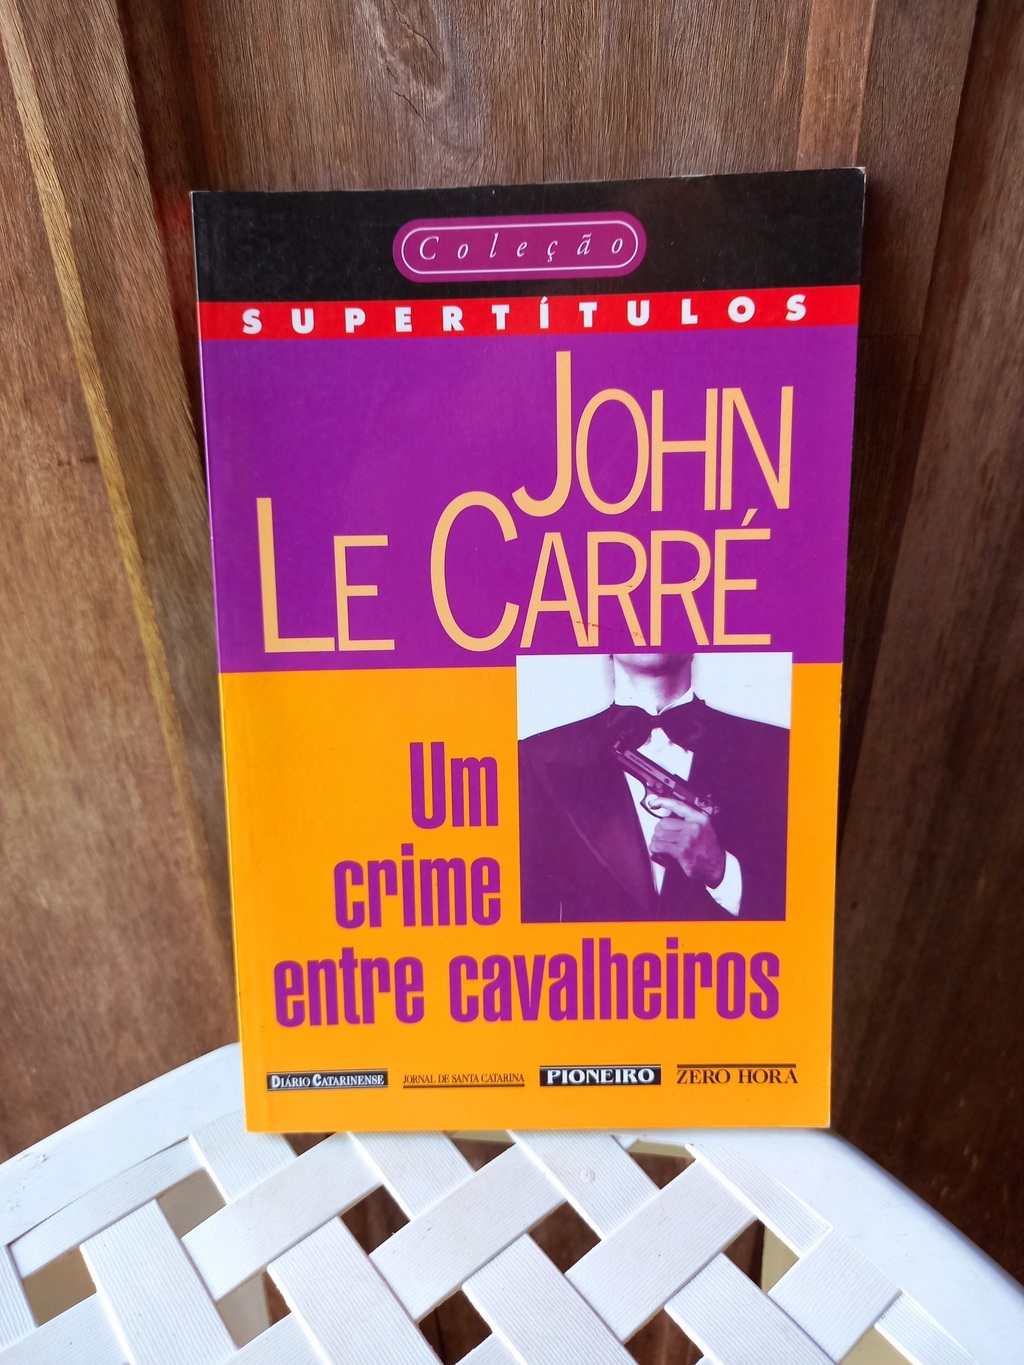 Coleção
SUPERTÍTULOS
JOHN
LE CARRÉ
Um
crime
entre cavalheiros
DIÁRIO CATARINENSE JORNAL DE SANTA CATARINA PIONEIRO ZERO HORA